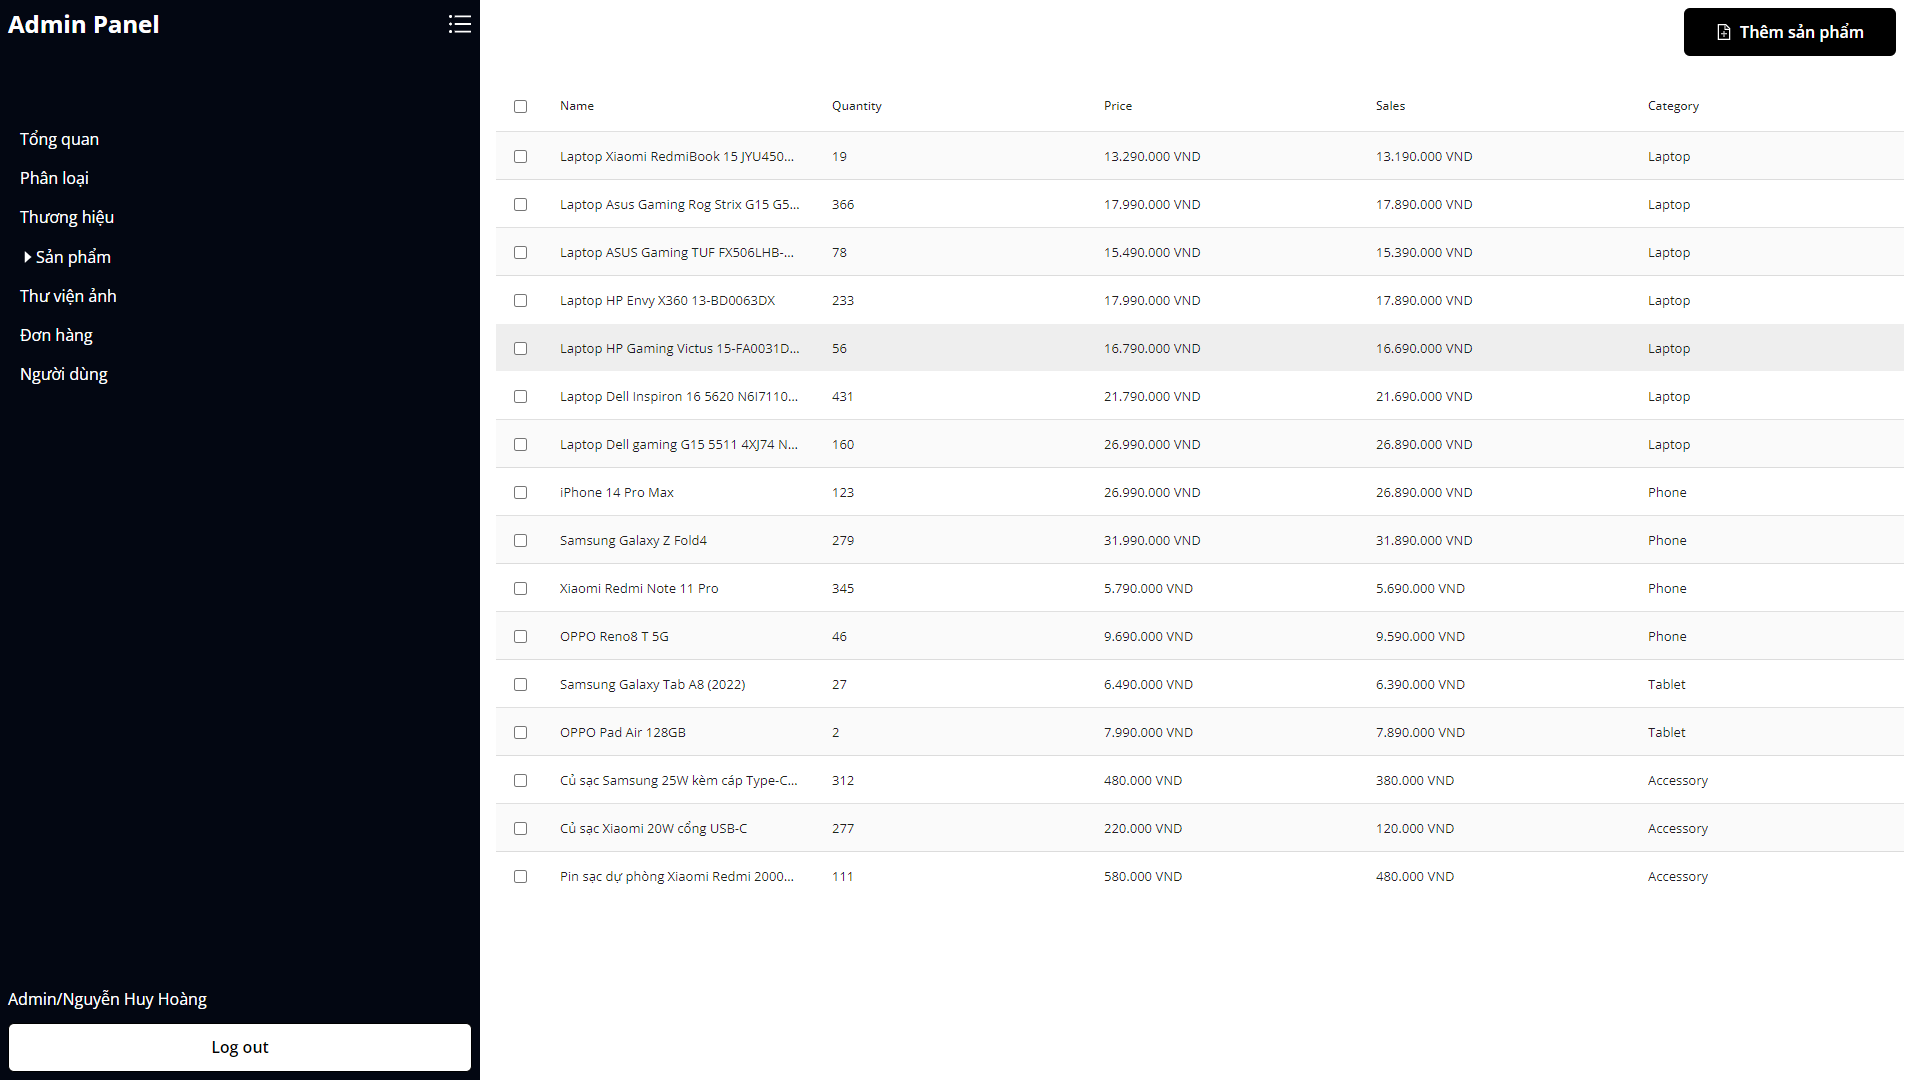 Admin Panel
Thêm sản phẩm
Tổng quan
Phân loại
Thương hiệu
Sản phẩm
Thư viện ảnh
Đơn hàng
Người dùng
Name Quantity Price Sales Category
Laptop Xiaomi RedmiBook 15 JYU450... 19 13.290.000 VND 13.190.000 VND Laptop
Laptop Asus Gaming Rog Strix G15 G5... 366 17.990.000 VND 17.890.000 VND Laptop
Laptop ASUS Gaming TUF FX506LHB-... 78 15.490.000 VND 15.390.000 VND Laptop
Laptop HP Envy X360 13-BD0063DX 233 17.990.000 VND 17.890.000 VND Laptop
Laptop HP Gaming Victus 15-FA0031D... 56 16.790.000 VND 16.690.000 VND Laptop
Laptop Dell Inspiron 16 5620 N6I7110... 431 21.790.000 VND 21.690.000 VND Laptop
Laptop Dell gaming G15 5511 4XJ74 N... 160 26.990.000 VND 26.890.000 VND Laptop
iPhone 14 Pro Max 123 26.990.000 VND 26.890.000 VND Phone
Samsung Galaxy Z Fold4 279 31.990.000 VND 31.890.000 VND Phone
Xiaomi Redmi Note 11 Pro 345 5.790.000 VND 5.690.000 VND Phone
OPPO Reno8 T 5G 46 9.690.000 VND 9.590.000 VND Phone
Samsung Galaxy Tab A8 (2022) 27 6.490.000 VND 6.390.000 VND Tablet
OPPO Pad Air 128GB 2 7.990.000 VND 7.890.000 VND Tablet
Củ sạc Samsung 25W kèm cáp Type-C... 312 480.000 VND 380.000 VND Accessory
Củ sạc Xiaomi 20W cổng USB-C 277 220.000 VND 120.000 VND Accessory
Pin sạc dự phòng Xiaomi Redmi 2000... 111 580.000 VND 480.000 VND Accessory
Admin/Nguyễn Huy Hoàng
Log out